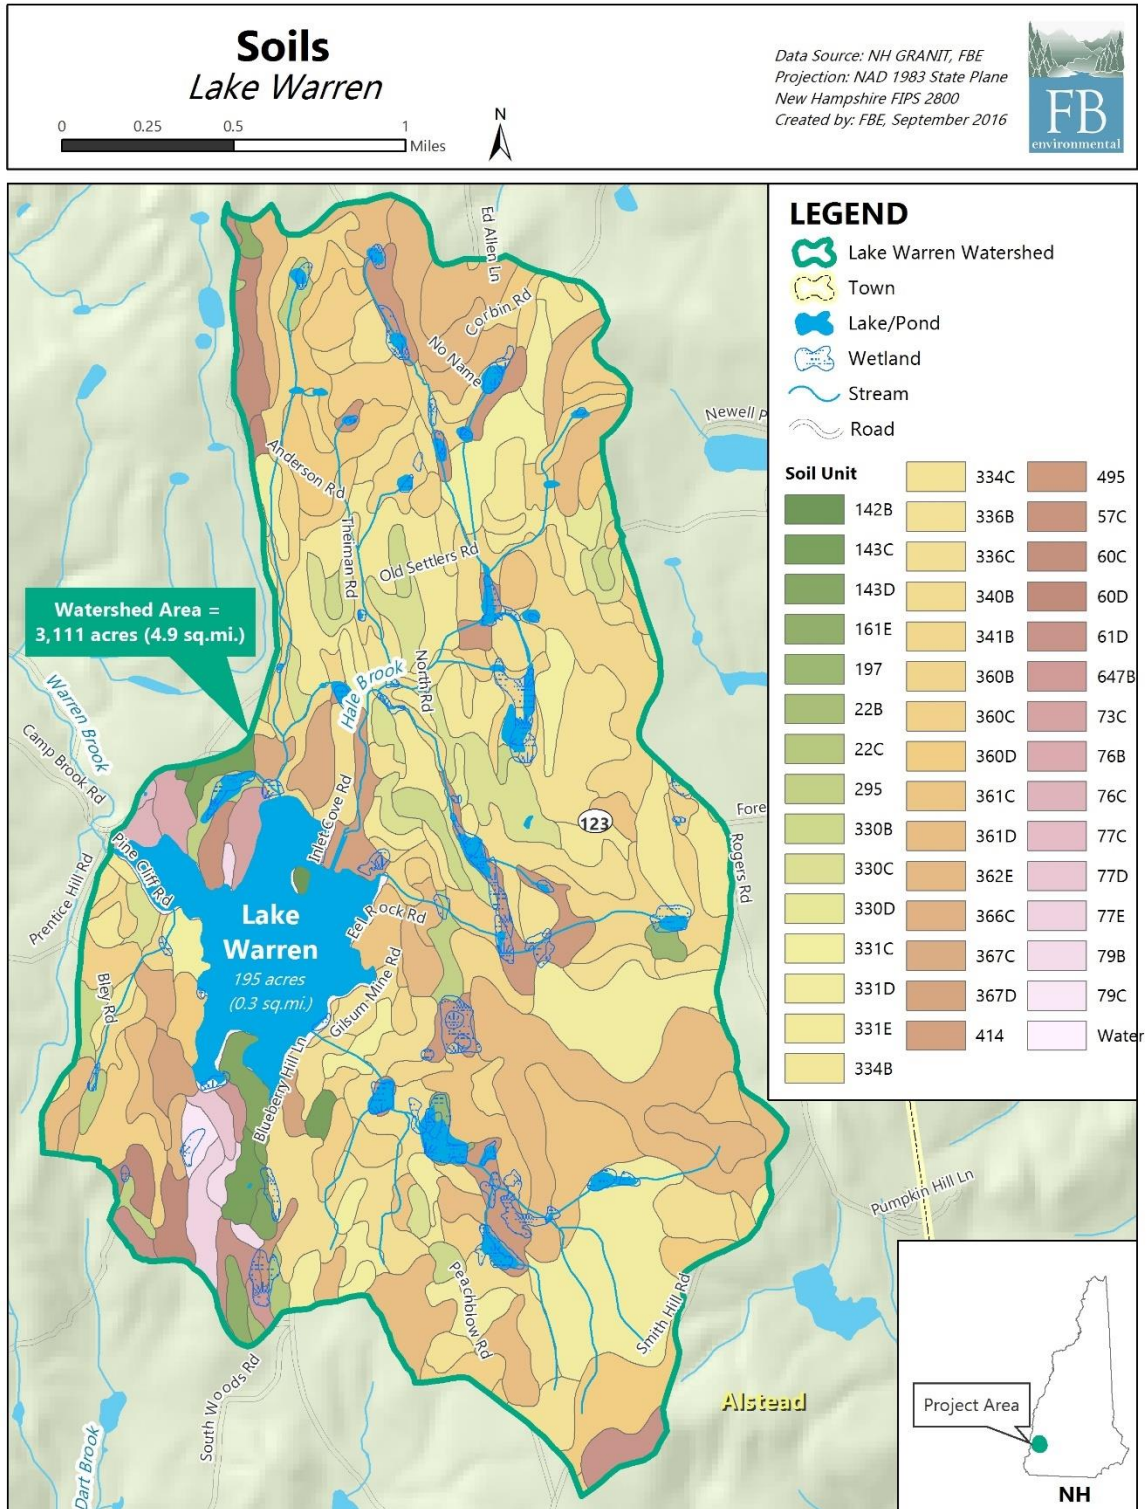 Soils
Lake Warren
0 0.25 0.5 1
Miles
N
Data Source: NH GRANIT, FBE
Projection: NAD 1983 State Plane
New Hampshire FIPS 2800
Created by: FBE, September 2016
FB
environmental
LEGEND
Lake Warren Watershed
Town
Lake/Pond
Wetland
Stream
Road
Soil Unit
142B
143C
143D
161E
197
22B
22C
295
330B
330C
330D
331C
331D
331E
334B
334C
336B
336C
340B
341B
360B
360C
360D
361C
361D
362E
366C
367C
367D
414
495
57C
60C
60D
61D
647B
73C
76B
76C
77C
77D
77E
79B
79C
Water
Ed Allen Ln
Corbin Rd
No Name
Newell P
Anderson Rd
Theiman Rd
Old Settlers Rd
Watershed Area =
3,111 acres (4.9 sq.mi.)
North Rd
Hale Brook
Warren Brook
Camp Brook Rd
Inlet Cove Rd
123
Fore
Rogers Rd
Pine Cliff Rd
Prentice Hill Rd
Eel Rock Rd
Lake
Warren
195 acres
(0.3 sq.mi.)
Gilsum Mine Rd
Bley Rd
Blueberry Hill Ln
Pumpkin Hill Ln
Peachblow Rd
Smith Hill Rd
South Woods Rd
Alstead
Dart Brook
Project Area
NH